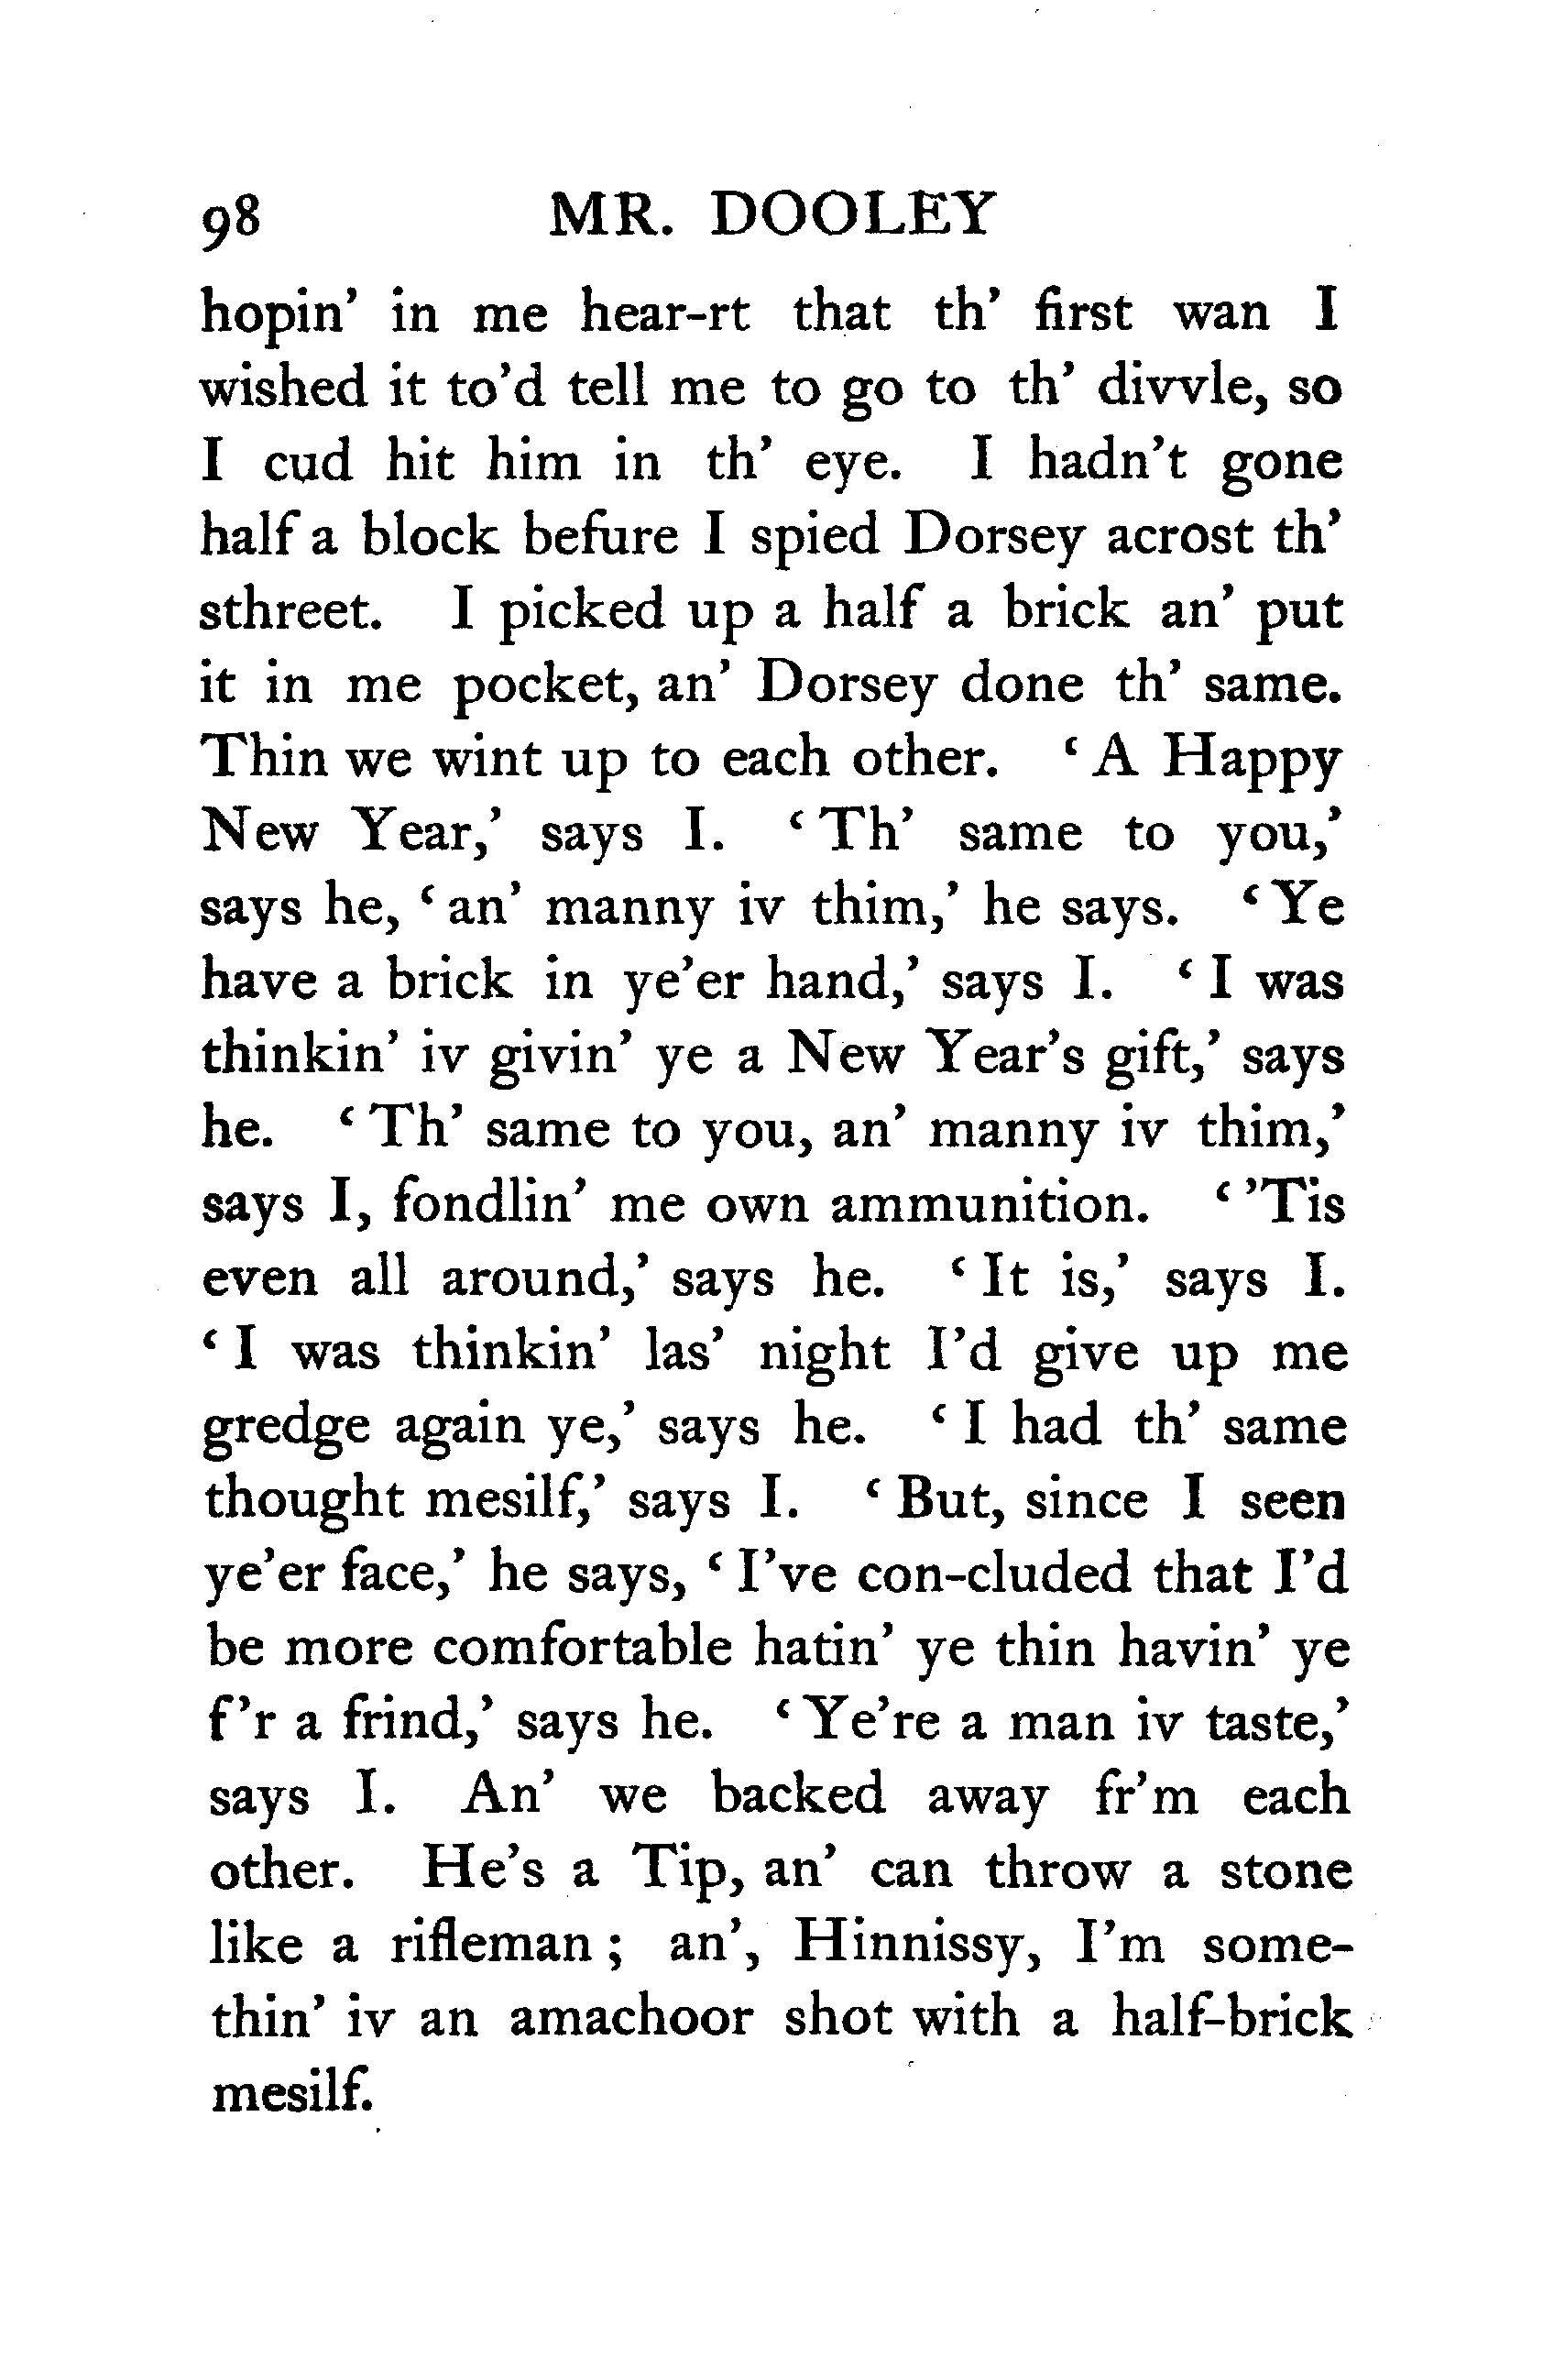 98 MR. DOOLEY
hopin' in me hear-rt that th' first wan I
wished it to'd tell me to go to th' divvle, so
I cud hit him in th' eye. I hadn't gone
half a block befure I spied Dorsey acrost th'
sthreet. I picked up a half a brick an' put
it in me pocket, an' Dorsey done th' same.
Thin we wint up to each other. ‘ A Happy
New Year,’ says I. ‘ Th' same to you,’
says he, ‘ an' manny iv thim,’ he says. ‘ Ye
have a brick in ye'er hand,’ says I. ‘ I was
thinkin' iv givin' ye a New Year's gift,’ says
he. ‘ Th' same to you, an' manny iv thim,’
says I, fondlin' me own ammunition. ‘ 'Tis
even all around,’ says he. ‘ It is,’ says I.
‘ I was thinkin' las' night I'd give up me
gredge again ye,’ says he. ‘ I had th' same
thought mesilf,’ says I. ‘ But, since I seen
ye'er face,’ he says, ‘ I've con-cluded that I'd
be more comfortable hatin' ye thin havin' ye
f'r a frind,’ says he. ‘ Ye're a man iv taste,’
says I. An' we backed away fr'm each
other. He's a Tip, an' can throw a stone
like a rifleman ; an', Hinnissy, I'm some-
thin' iv an amachoor shot with a half-brick
mesilf.